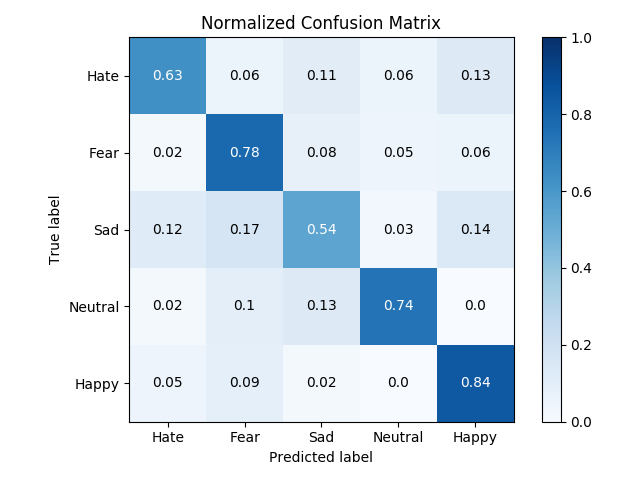 Normalized Confusion Matrix
Hate 0.63 0.06 0.11 0.06 0.13
Fear 0.02 0.78 0.08 0.05 0.06
Sad 0.12 0.17 0.54 0.03 0.14
Neutral 0.02 0.1 0.13 0.74 0.0
Happy 0.05 0.09 0.02 0.0 0.84
Hate Fear Sad Neutral Happy
Predicted label
True label
1.0
0.8
0.6
0.4
0.2
0.0